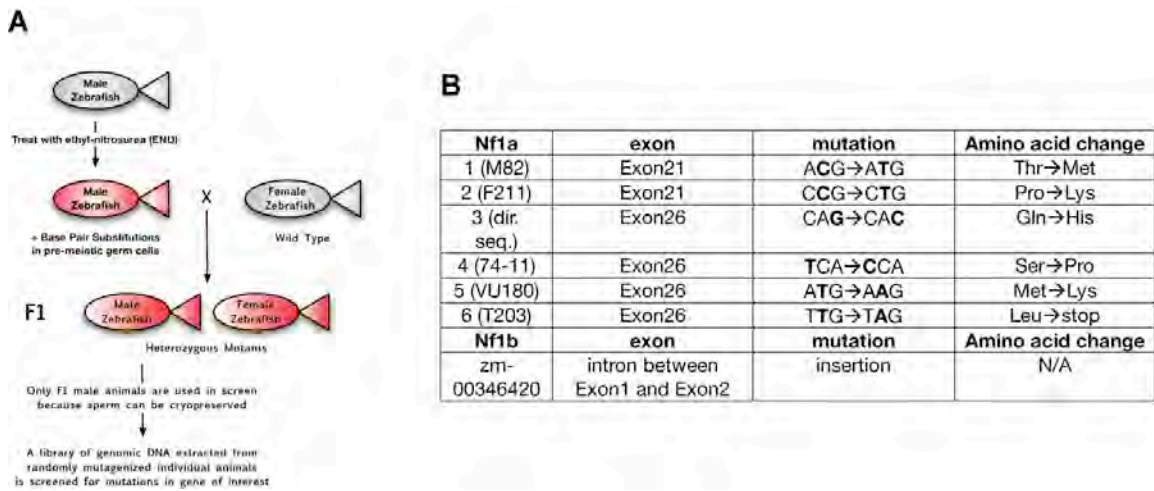 A
Male
Zebrafish
Treat with ethyl-nitrosurea (END)
Male
Zebrafish
X
Female
Zebrafish
+ Base Pair Substitutions
in pre-meiotic germ cells
Wild Type
F1
Male
Zebrafish
Female
Zebrafish
Heterozygous Mutants
Only F1 male animals are used in screen
because sperm can be cryopreserved
A library of genomic DNA extracted from
randomly mutagenized individual animals
is screened for mutations in gene of interest
B
Nf1a exon mutation Amino acid change
1 (M82) Exon21 ACG→ATG Thr→Met
2 (F211) Exon21 CCG→CTG Pro→Lys
3 (dir. Exon26 CAG→CAC Gln→His
seq.)
4 (74-11) Exon26 TCA→CCA Ser→Pro
5 (VU180) Exon26 ATG→AAG Met→Lys
6 (T203) Exon26 TTG→TAG Leu→stop
Nf1b exon mutation Amino acid change
zm- intron between insertion N/A
00346420 Exon1 and Exon2